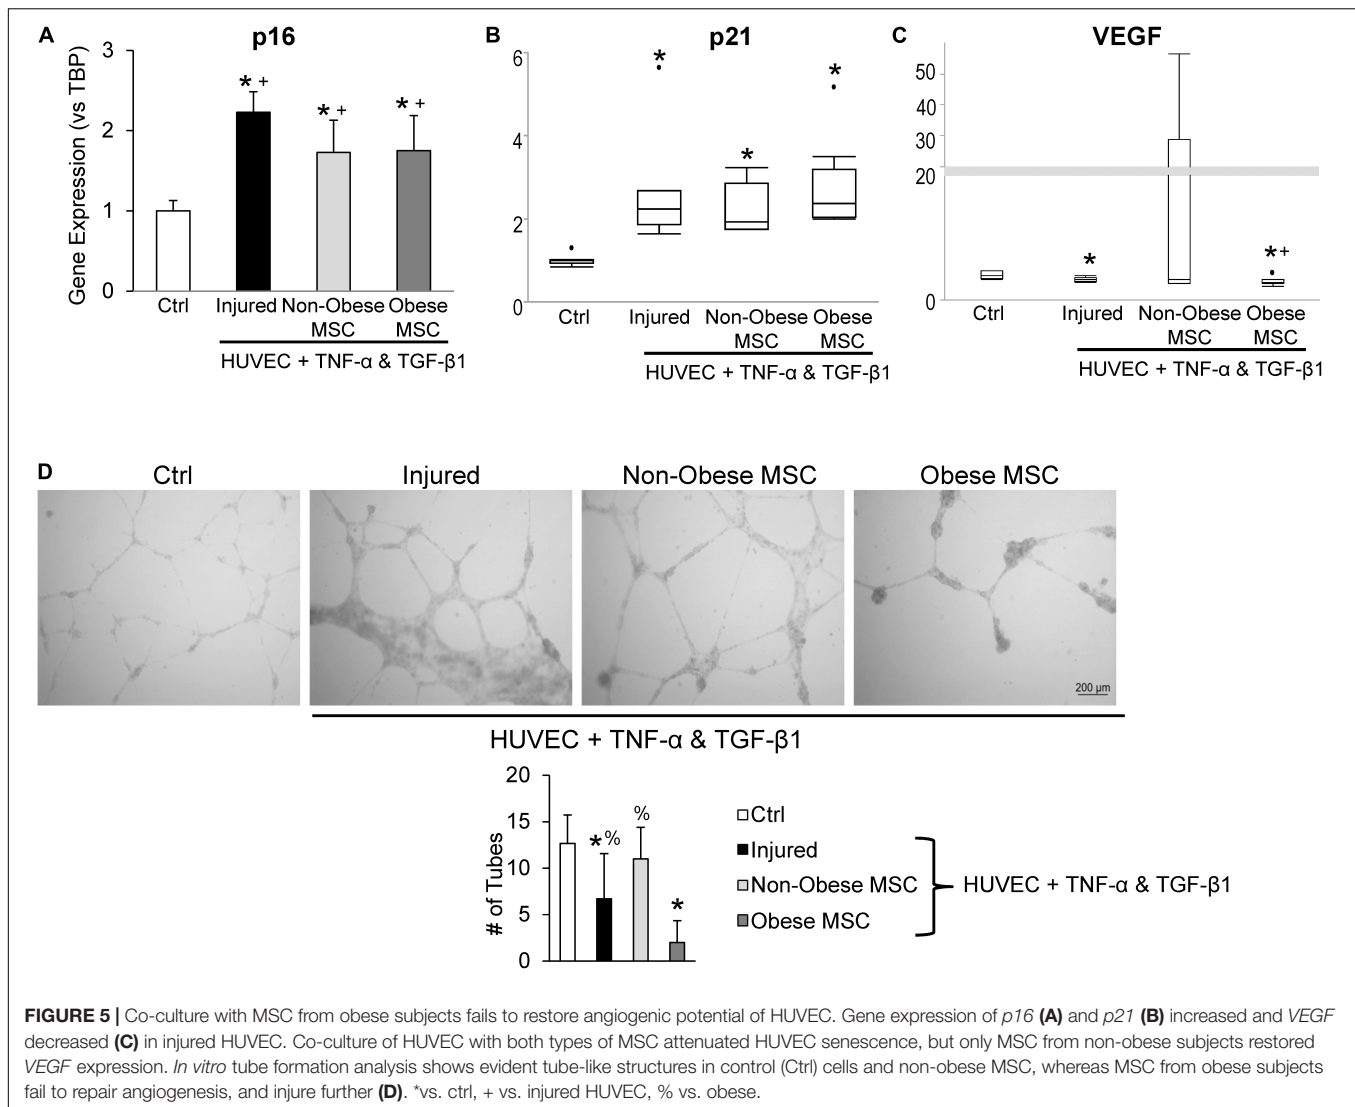 A
p16
Gene Expression (vs TBP)
3
2
1
0
* +
* +
* +
Ctrl
Injured
Non-Obese MSC
Obese MSC
HUVEC + TNF-α & TGF-β1
B
p21
6
4
2
0
*
*
*
Ctrl
Injured
Non-Obese MSC
Obese MSC
HUVEC + TNF-α & TGF-β1
C
VEGF
50
40
30
20
0
*
*+
Ctrl
Injured
Non-Obese MSC
Obese MSC
HUVEC + TNF-α & TGF-β1
D
Ctrl
Injured
Non-Obese MSC
Obese MSC
200 µm
HUVEC + TNF-α & TGF-β1
# of Tubes
20
15
10
5
0
*%
%
*
Ctrl
Injured
Non-Obese MSC
Obese MSC
HUVEC + TNF-α & TGF-β1
FIGURE 5 | Co-culture with MSC from obese subjects fails to restore angiogenic potential of HUVEC. Gene expression of p16 (A) and p21 (B) increased and VEGF
decreased (C) in injured HUVEC. Co-culture of HUVEC with both types of MSC attenuated HUVEC senescence, but only MSC from non-obese subjects restored
VEGF expression. In vitro tube formation analysis shows evident tube-like structures in control (Ctrl) cells and non-obese MSC, whereas MSC from obese subjects
fail to repair angiogenesis, and injure further (D). *vs. ctrl, + vs. injured HUVEC, % vs. obese.